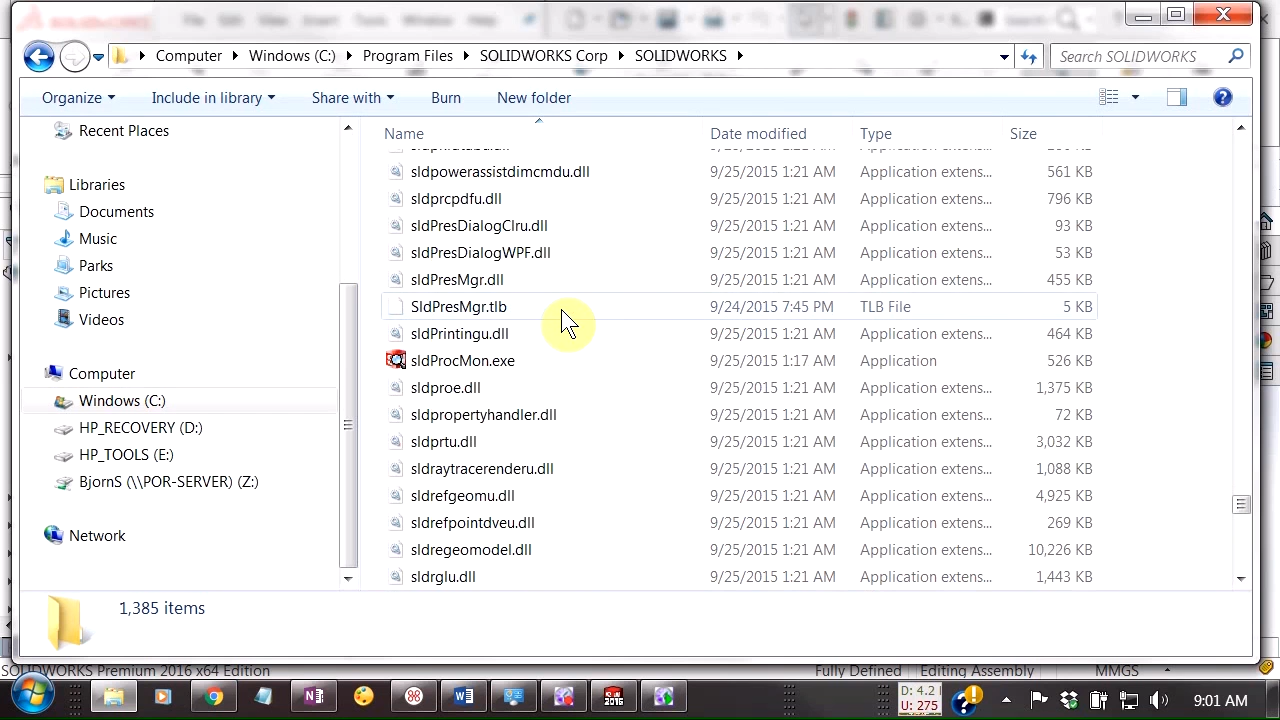 Computer Windows (C:) Program Files SOLIDWORKS Corp SOLIDWORKS Search SOLIDWORKS
Organize Include in library Share with Burn New folder
Recent Places
Libraries
Documents
Music
Parks
Pictures
Videos
Computer
Windows (C:)
HP_RECOVERY (D:)
HP_TOOLS (E:)
BjornS (\\POR-SERVER) (Z:)
Network
Name Date modified Type Size
sldpowerassistdimcmdu.dll 9/25/2015 1:21 AM Application extens... 561 KB
sldprcpdfu.dll 9/25/2015 1:21 AM Application extens... 796 KB
sldPresDialogClru.dll 9/25/2015 1:21 AM Application extens... 93 KB
sldPresDialogWPF.dll 9/25/2015 1:21 AM Application extens... 53 KB
sldPresMgr.dll 9/25/2015 1:21 AM Application extens... 455 KB
SldPresMgr.tlb 9/24/2015 7:45 PM TLB File 5 KB
sldPrintingu.dll 9/25/2015 1:21 AM Application extens... 464 KB
sldProcMon.exe 9/25/2015 1:17 AM Application 526 KB
sldproe.dll 9/25/2015 1:21 AM Application extens... 1,375 KB
sldpropertyhandler.dll 9/25/2015 1:21 AM Application extens... 72 KB
sldprtu.dll 9/25/2015 1:21 AM Application extens... 3,032 KB
sldraytracerenderu.dll 9/25/2015 1:21 AM Application extens... 1,088 KB
sldrefgeomu.dll 9/25/2015 1:21 AM Application extens... 4,925 KB
sldrefpointdveu.dll 9/25/2015 1:21 AM Application extens... 269 KB
sldregeomodel.dll 9/25/2015 1:21 AM Application extens... 10,226 KB
sldrglu.dll 9/25/2015 1:21 AM Application extens... 1,443 KB
1,385 items
SOLIDWORKS Premium 2016 x64 Edition Fully Defined Editing Assembly MMGS
D: 4.2
U: 275
9:01 AM